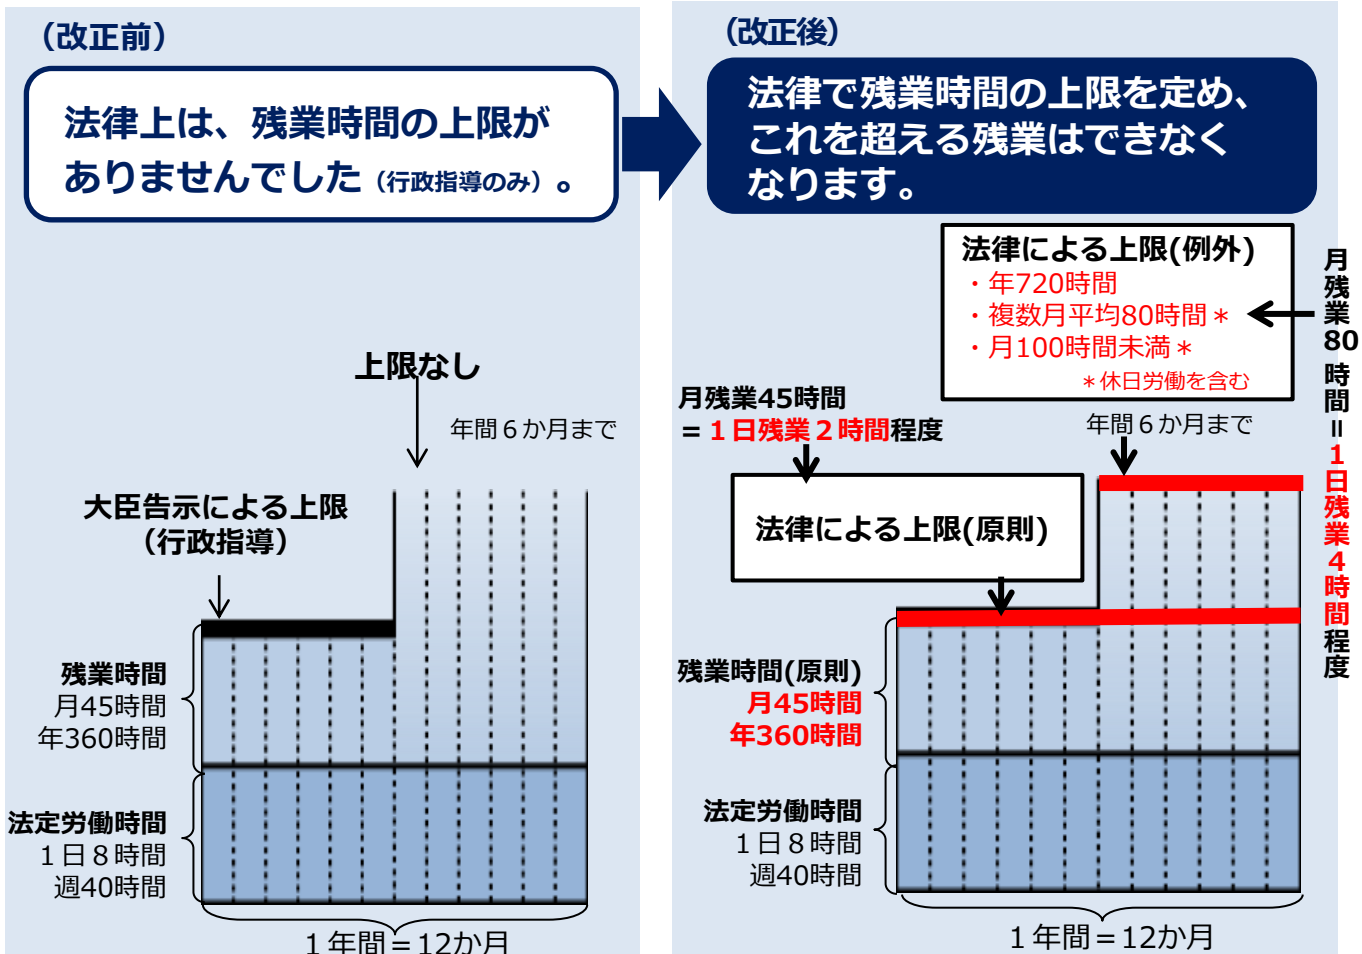 （改正前）
法律上は、残業時間の上限が
ありませんでした（行政指導のみ）。
上限なし
年間６か月まで
大臣告示による上限
（行政指導）
残業時間
月45時間
年360時間
法定労働時間
１日８時間
週40時間
１年間＝12か月
（改正後）
法律で残業時間の上限を定め、
これを超える残業はできなく
なります。
法律による上限(例外)
・年720時間
・複数月平均80時間＊
・月100時間未満＊
＊休日労働を含む
月残業80時間＝１日残業４時間程度
月残業45時間
＝１日残業２時間程度
年間６か月まで
法律による上限(原則)
残業時間(原則)
月45時間
年360時間
法定労働時間
１日８時間
週40時間
１年間＝12か月